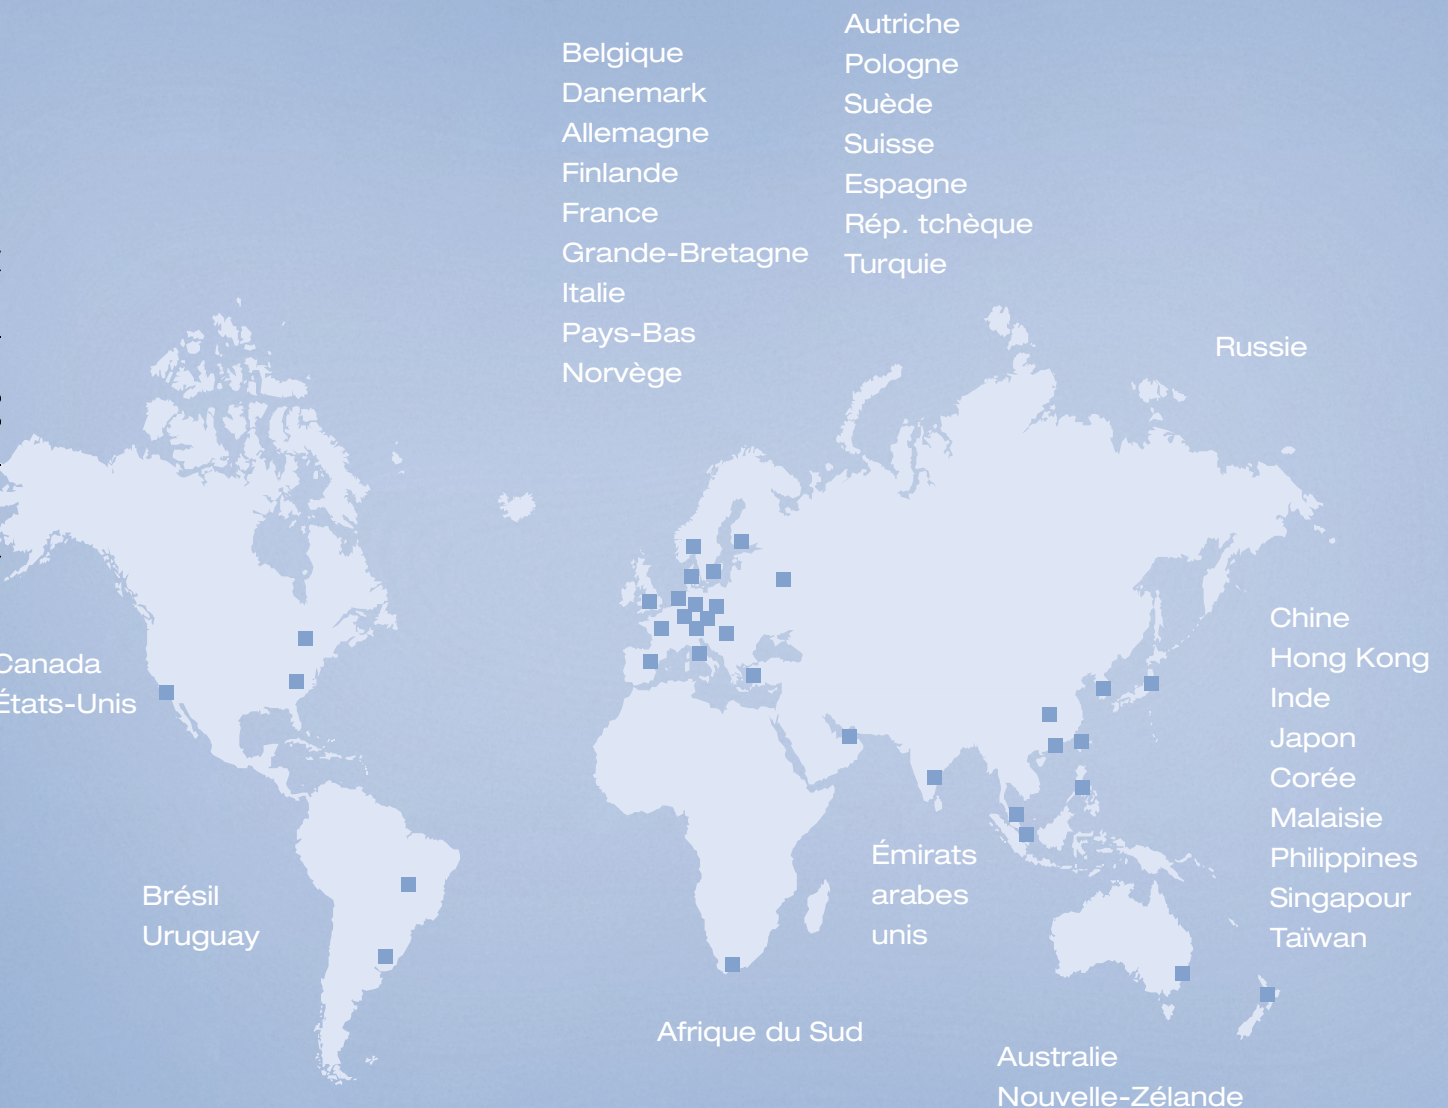 Belgique
Danemark
Allemagne
Finlande
France
Grande-Bretagne
Italie
Pays-Bas
Norvège
Autriche
Pologne
Suède
Suisse
Espagne
Rép. tchèque
Turquie
Russie
Canada
États-Unis
Brésil
Uruguay
Afrique du Sud
Émirats
arabes
unis
Chine
Hong Kong
Inde
Japon
Corée
Malaisie
Philippines
Singapour
Taïwan
Australie
Nouvelle-Zélande